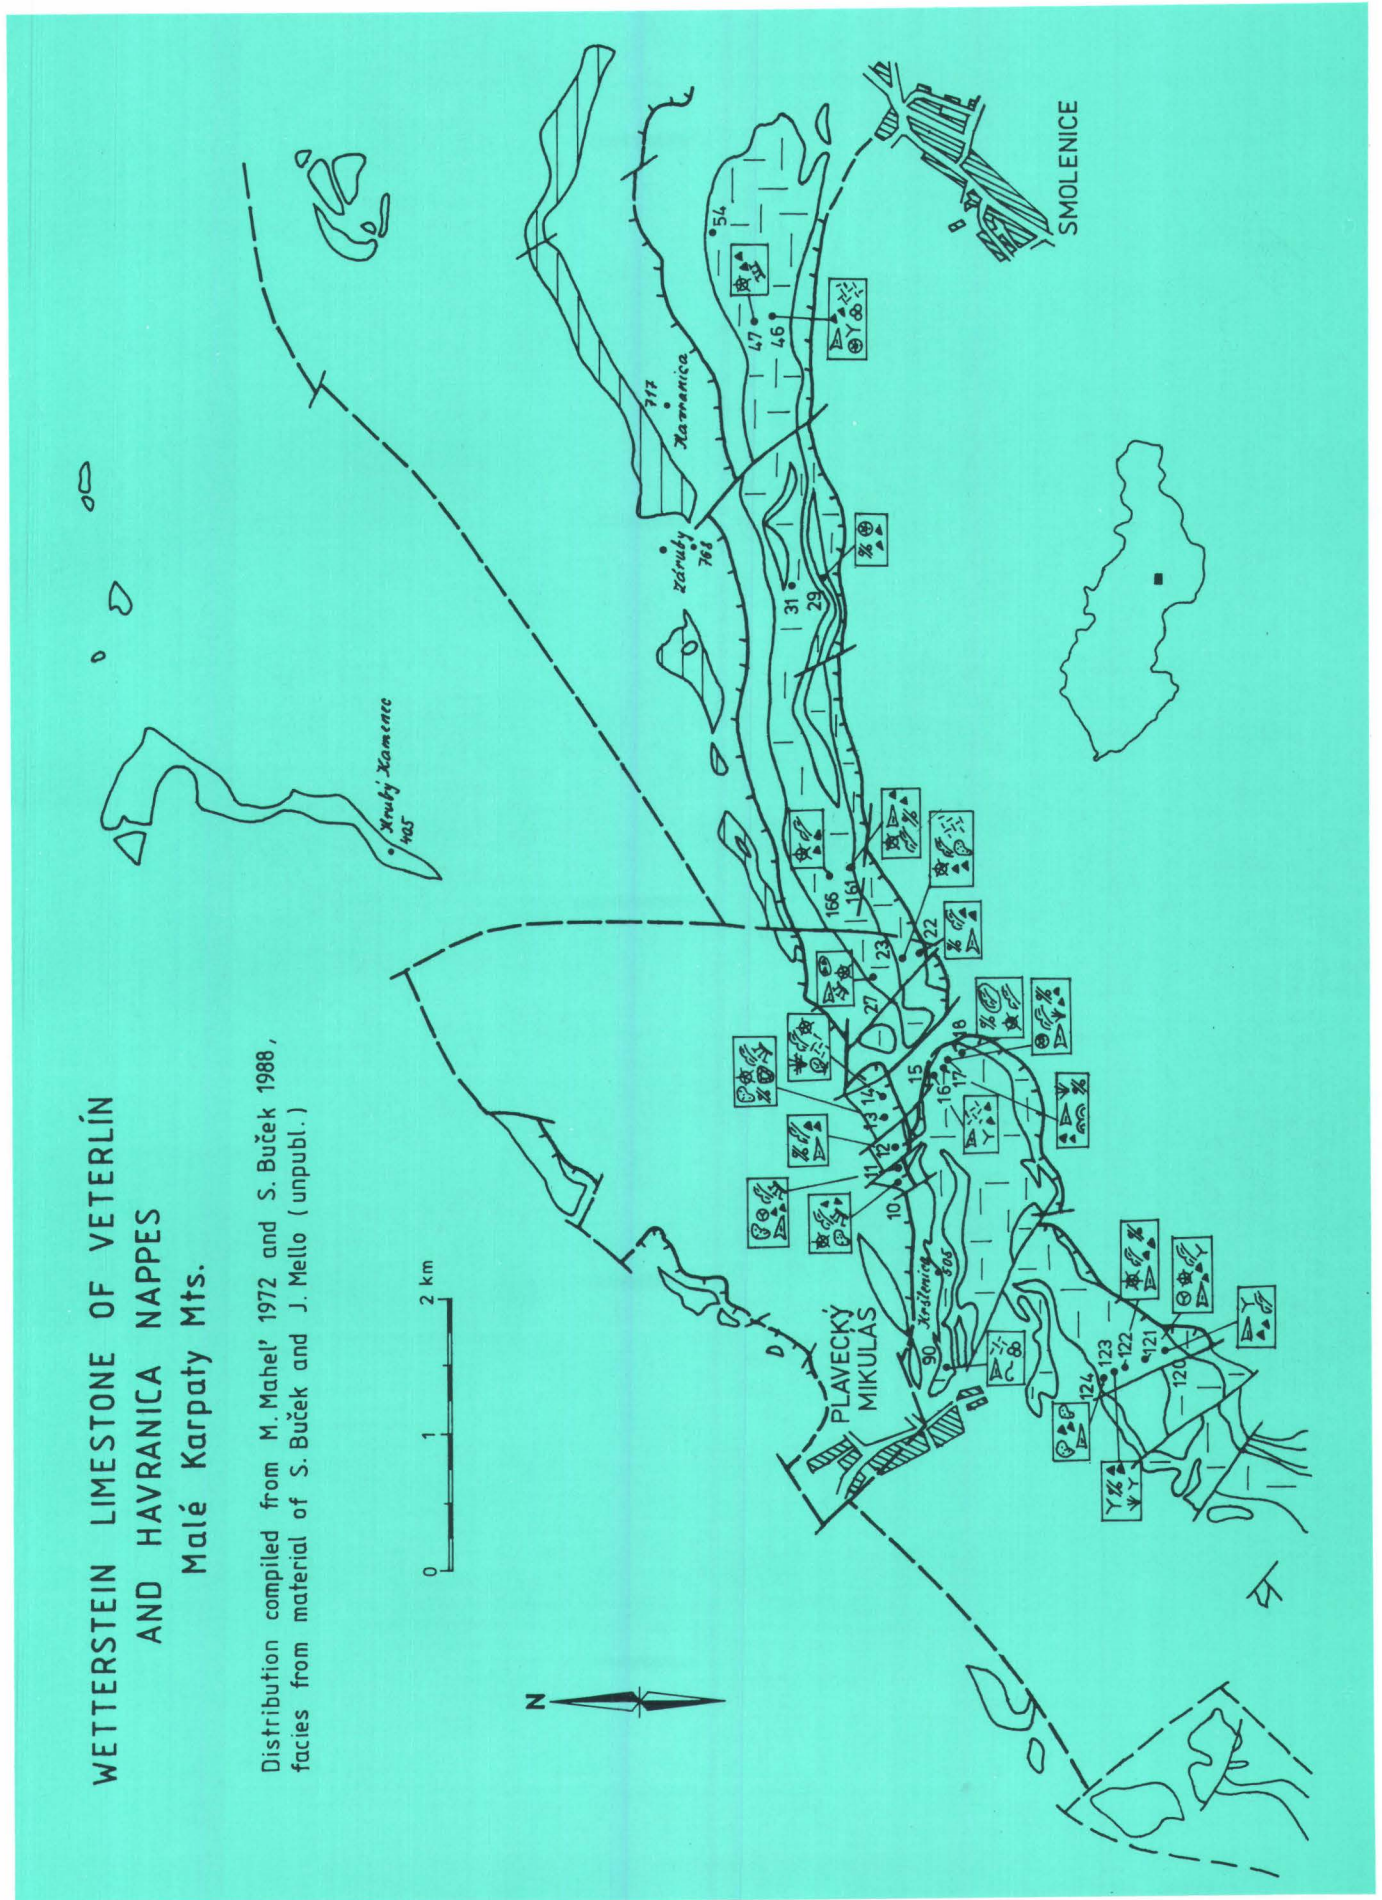 WETTERSTEIN LIMESTONE OF VETERLÍN
AND HAVRANICA NAPPES
Malé Karpaty Mts.
Distribution compiled from M. Mahel' 1972 and S. Buček 1988,
facies from material of S. Buček and J. Mello (unpubl.)
0 1 2 km
N
Hrubý Kamenec
405
Záruby
768
717
Havranica
54
47
46
31
29
166
161
23
22
27
18
17
16
15
14
13
12
11
10
D
PLAVECKÝ
MIKULÁŠ
Kršlenica
505
90
124
123
122
121
120
SMOLENICE